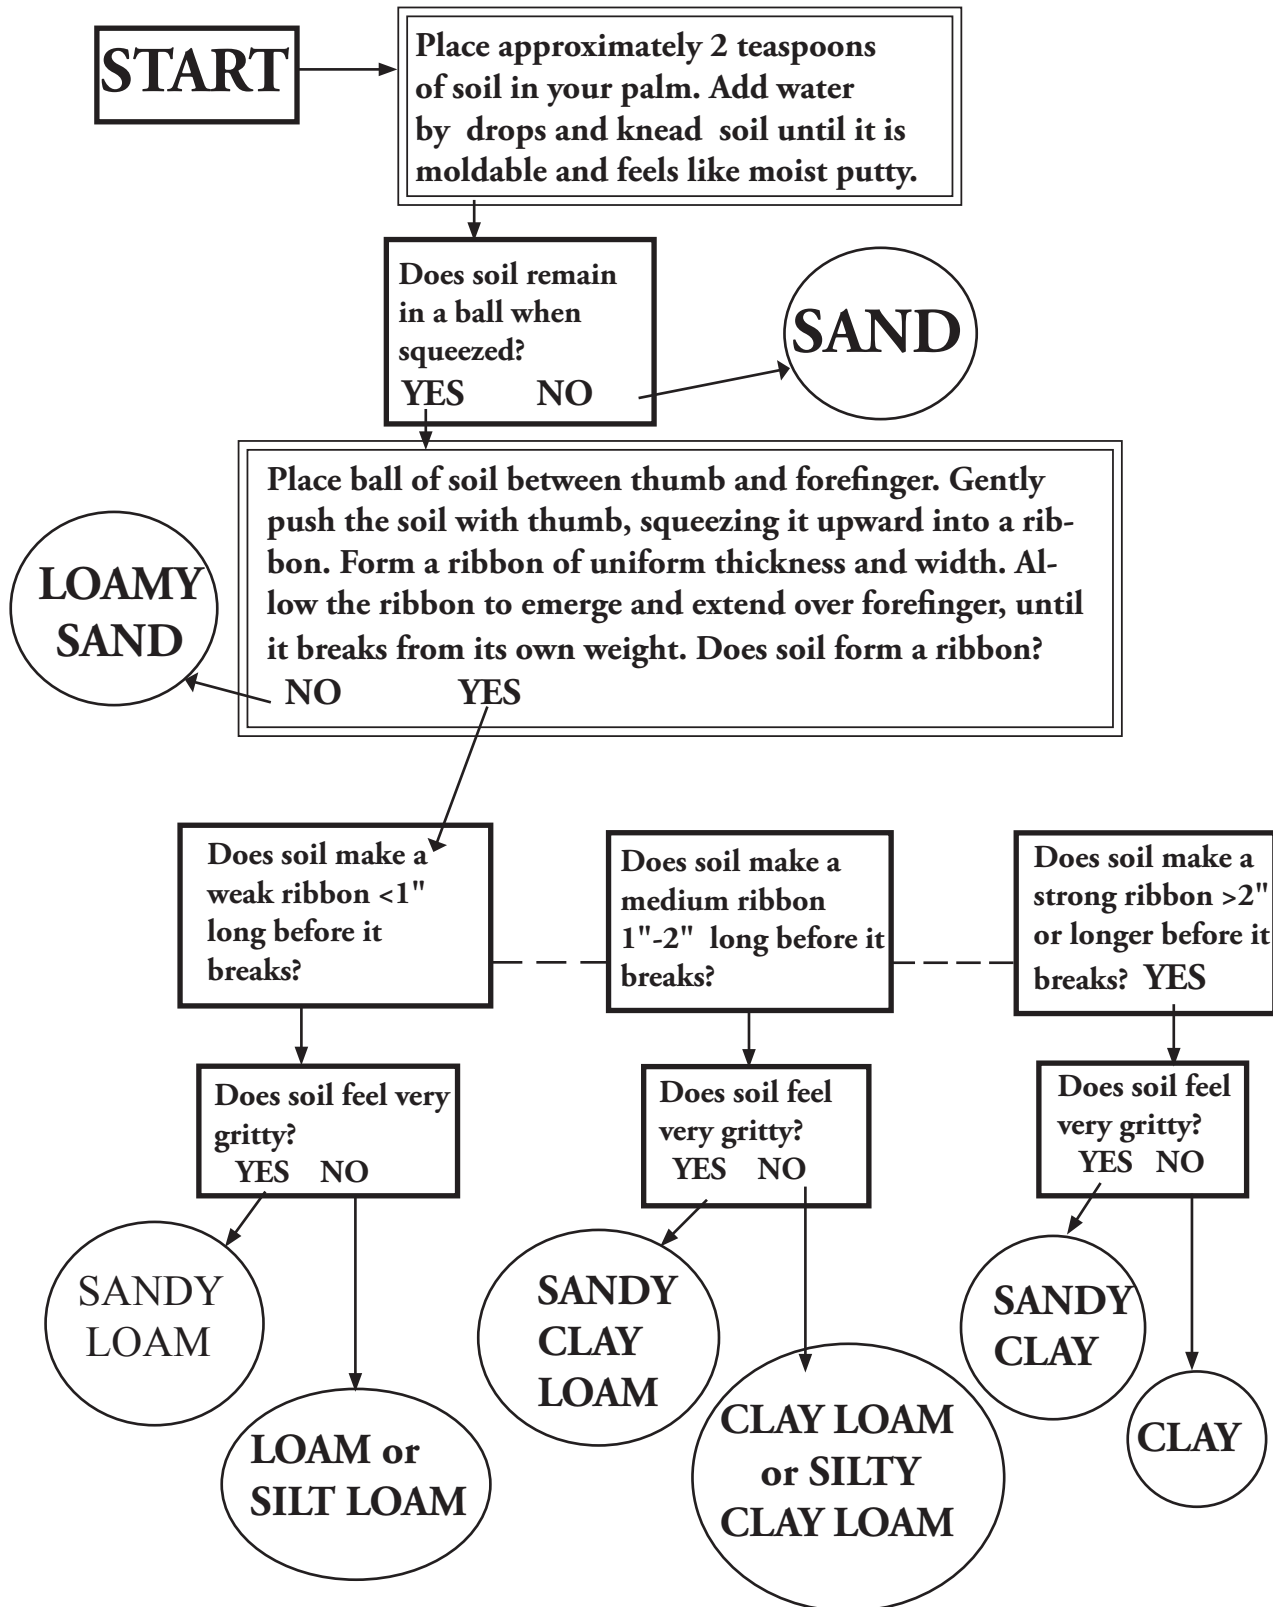 START
Place approximately 2 teaspoons
of soil in your palm. Add water
by drops and knead soil until it is
moldable and feels like moist putty.
Does soil remain
in a ball when
squeezed?
YES NO
SAND
Place ball of soil between thumb and forefinger. Gently
push the soil with thumb, squeezing it upward into a rib-
bon. Form a ribbon of uniform thickness and width. Al-
low the ribbon to emerge and extend over forefinger, until
it breaks from its own weight. Does soil form a ribbon?
NO YES
LOAMY
SAND
Does soil make a
weak ribbon <1"
long before it
breaks?
Does soil make a
medium ribbon
1"-2" long before it
breaks?
Does soil make a
strong ribbon >2"
or longer before it
breaks? YES
Does soil feel very
gritty?
YES NO
Does soil feel
very gritty?
YES NO
Does soil feel
very gritty?
YES NO
SANDY
LOAM
LOAM or
SILT LOAM
SANDY
CLAY
LOAM
CLAY LOAM
or SILTY
CLAY LOAM
SANDY
CLAY
CLAY